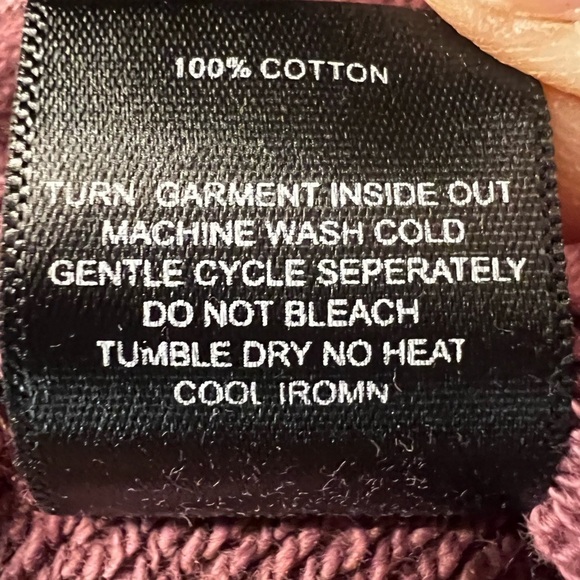 100% COTTON
TURN GARMENT INSIDE OUT
MACHINE WASH COLD
GENTLE CYCLE SEPERATELY
DO NOT BLEACH
TUMBLE DRY NO HEAT
COOL IROMN